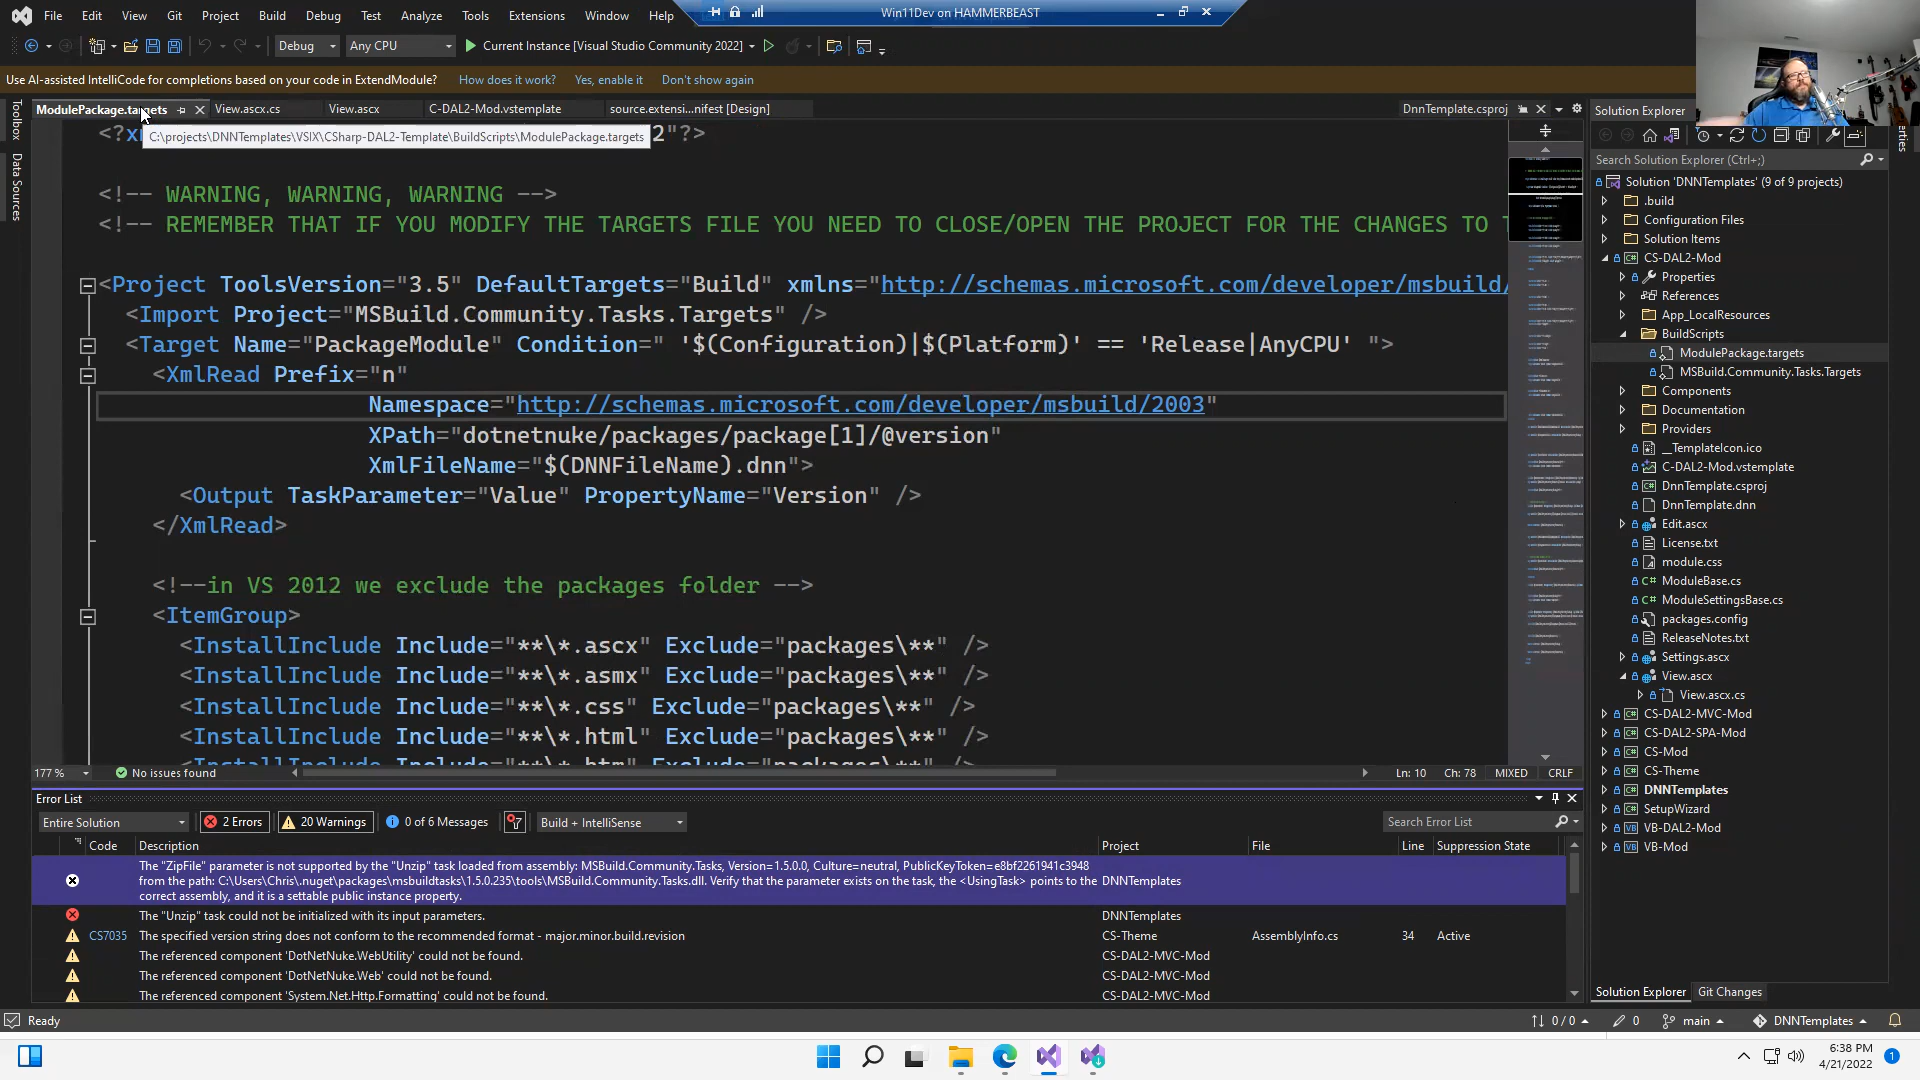 File Edit View Git Project Build Debug Test Analyze Tools Extensions Window Help
Win11Dev on HAMMERBEAST
Debug Any CPU Current Instance [Visual Studio Community 2022]
Use AI-assisted IntelliCode for completions based on your code in ExtendModule? How does it work? Yes, enable it Don't show again
Toolbox
Data Sources
ModulePackage.targets View.ascx.cs View.ascx C-DAL2-Mod.vstemplate source.extensi...nifest [Design] DnnTemplate.csproj
C:\projects\DNNTemplates\VSIX\CSharp-DAL2-Template\BuildScripts\ModulePackage.targets
2"?>
<!-- WARNING, WARNING, WARNING -->
<!-- REMEMBER THAT IF YOU MODIFY THE TARGETS FILE YOU NEED TO CLOSE/OPEN THE PROJECT FOR THE CHANGES TO
<Project ToolsVersion="3.5" DefaultTargets="Build" xmlns="http://schemas.microsoft.com/developer/msbuild/
<Import Project="MSBuild.Community.Tasks.Targets" />
<Target Name="PackageModule" Condition=" '$(Configuration)|$(Platform)' == 'Release|AnyCPU' ">
<XmlRead Prefix="n"
Namespace="http://schemas.microsoft.com/developer/msbuild/2003"
XPath="dotnetnuke/packages/package[1]/@version"
XmlFileName="$(DNNFileName).dnn">
<Output TaskParameter="Value" PropertyName="Version" />
</XmlRead>
<!--in VS 2012 we exclude the packages folder -->
<ItemGroup>
<InstallInclude Include="**\*.ascx" Exclude="packages\**" />
<InstallInclude Include="**\*.asmx" Exclude="packages\**" />
<InstallInclude Include="**\*.css" Exclude="packages\**" />
<InstallInclude Include="**\*.html" Exclude="packages\**" />
<InstallInclude Include="**\*.htm" Exclude="packages\**" />
177 % No issues found Ln: 10 Ch: 78 MIXED CRLF
Error List
Entire Solution 2 Errors 20 Warnings 0 of 6 Messages Build + IntelliSense Search Error List
Code Description Project File Line Suppression State
The "ZipFile" parameter is not supported by the "Unzip" task loaded from assembly: MSBuild.Community.Tasks, Version=1.5.0.0, Culture=neutral, PublicKeyToken=e8bf2261941c3948
from the path: C:\Users\Chris\.nuget\packages\msbuildtasks\1.5.0.235\tools\MSBuild.Community.Tasks.dll. Verify that the parameter exists on the task, the <UsingTask> points to the DNNTemplates
correct assembly, and it is a settable public instance property.
The "Unzip" task could not be initialized with its input parameters. DNNTemplates
CS7035 The specified version string does not conform to the recommended format - major.minor.build.revision CS-Theme AssemblyInfo.cs 34 Active
The referenced component 'DotNetNuke.WebUtility' could not be found. CS-DAL2-MVC-Mod
The referenced component 'DotNetNuke.Web' could not be found. CS-DAL2-MVC-Mod
The referenced component 'System.Net.Http.Formatting' could not be found. CS-DAL2-MVC-Mod
Solution Explorer
Search Solution Explorer (Ctrl+;)
Solution 'DNNTemplates' (9 of 9 projects)
.build
Configuration Files
Solution Items
CS-DAL2-Mod
Properties
References
App_LocalResources
BuildScripts
ModulePackage.targets
MSBuild.Community.Tasks.Targets
Components
Documentation
Providers
__TemplateIcon.ico
C-DAL2-Mod.vstemplate
DnnTemplate.csproj
DnnTemplate.dnn
Edit.ascx
License.txt
module.css
ModuleBase.cs
ModuleSettingsBase.cs
packages.config
ReleaseNotes.txt
Settings.ascx
View.ascx
View.ascx.cs
CS-DAL2-MVC-Mod
CS-DAL2-SPA-Mod
CS-Mod
CS-Theme
DNNTemplates
SetupWizard
VB-DAL2-Mod
VB-Mod
Solution Explorer Git Changes
Ready 0 / 0 0 main DNNTemplates
6:38 PM
4/21/2022
1